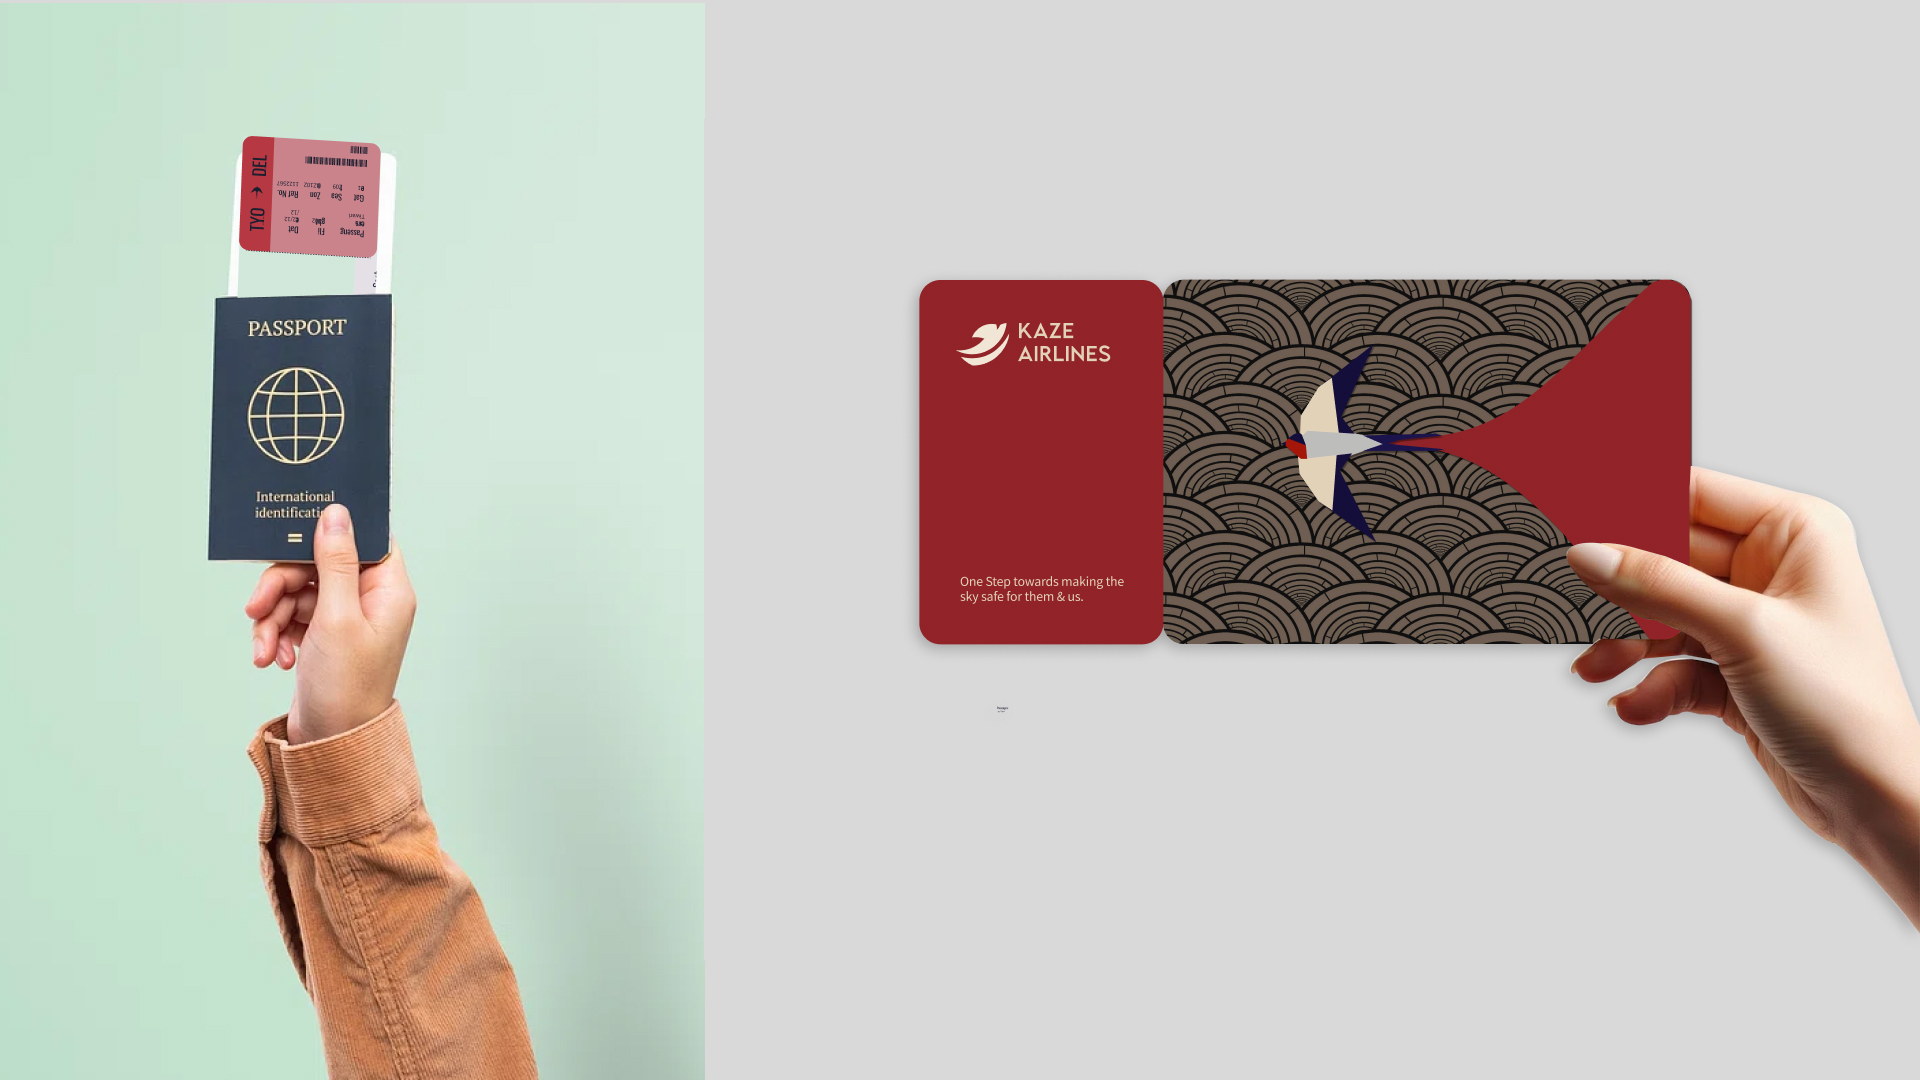 TYO DEL
Passeng
Fli
Dat
Gat
Sea
Zon
Ref No.
PASSPORT
International
KAZE
AIRLINES
One Step towards making the
sky safe for them & us.